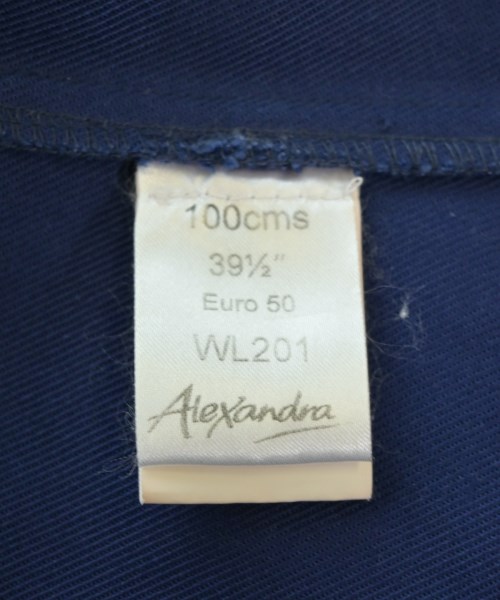 100cms
39½"
Euro 50
WL201
Alexandra